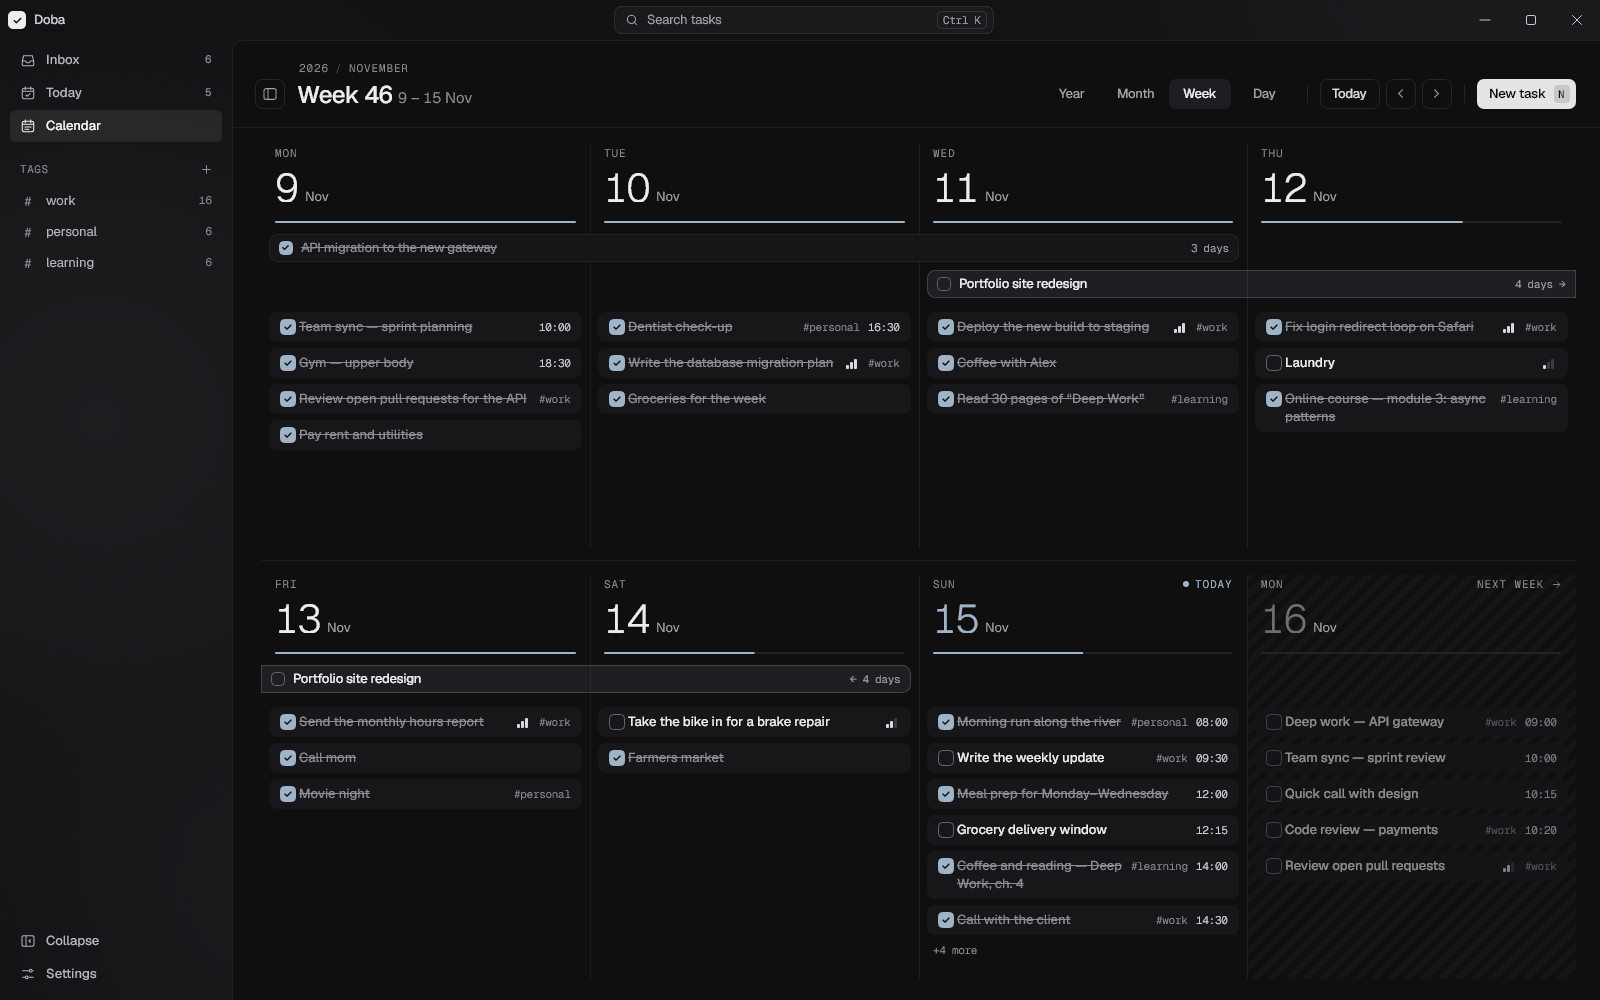 Doba
Search tasks
Ctrl K
Inbox 6
Today 5
Calendar
TAGS +
# work 16
# personal 6
# learning 6
Collapse
Settings
2026 / NOVEMBER
Week 46 9 – 15 Nov
Year Month Week Day
Today
New task N
MON
9 Nov
TUE
10 Nov
WED
11 Nov
THU
12 Nov
API migration to the new gateway 3 days
Portfolio site redesign 4 days →
Team sync — sprint planning 10:00
Gym — upper body 18:30
Review open pull requests for the API #work
Pay rent and utilities
Dentist check-up #personal 16:30
Write the database migration plan #work
Groceries for the week
Deploy the new build to staging #work
Coffee with Alex
Read 30 pages of “Deep Work” #learning
Fix login redirect loop on Safari #work
Laundry
Online course — module 3: async #learning
patterns
FRI
13 Nov
SAT
14 Nov
SUN TODAY
15 Nov
MON NEXT WEEK →
16 Nov
Portfolio site redesign ← 4 days
Send the monthly hours report #work
Call mom
Movie night #personal
Take the bike in for a brake repair
Farmers market
Morning run along the river #personal 08:00
Write the weekly update #work 09:30
Meal prep for Monday–Wednesday 12:00
Grocery delivery window 12:15
Coffee and reading — Deep #learning 14:00
Work, ch. 4
Call with the client #work 14:30
+4 more
Deep work — API gateway #work 09:00
Team sync — sprint review 10:00
Quick call with design 10:15
Code review — payments #work 10:20
Review open pull requests #work